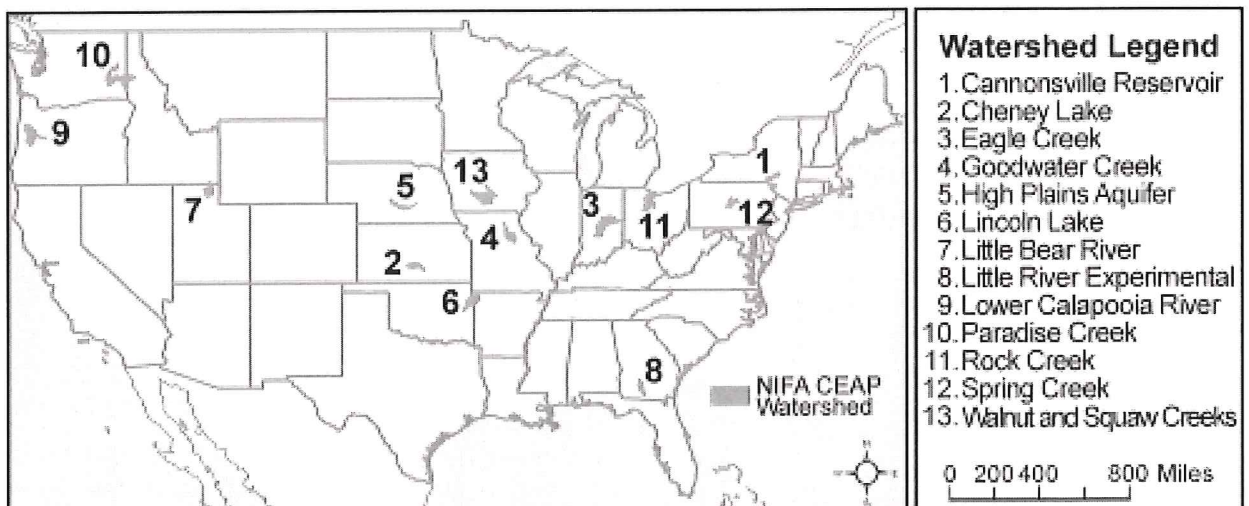 10
9
7
5
13
2
4
6
3
11
1
12
8
NIFA CEAP
Watershed
N
Watershed Legend
1.Cannonsville Reservoir
2.Cheney Lake
3.Eagle Creek
4.Goodwater Creek
5.High Plains Aquifer
6.Lincoln Lake
7.Little Bear River
8.Little River Experimental
9.Lower Calapooia River
10.Paradise Creek
11.Rock Creek
12.Spring Creek
13.Walnut and Squaw Creeks
0 200 400 800 Miles